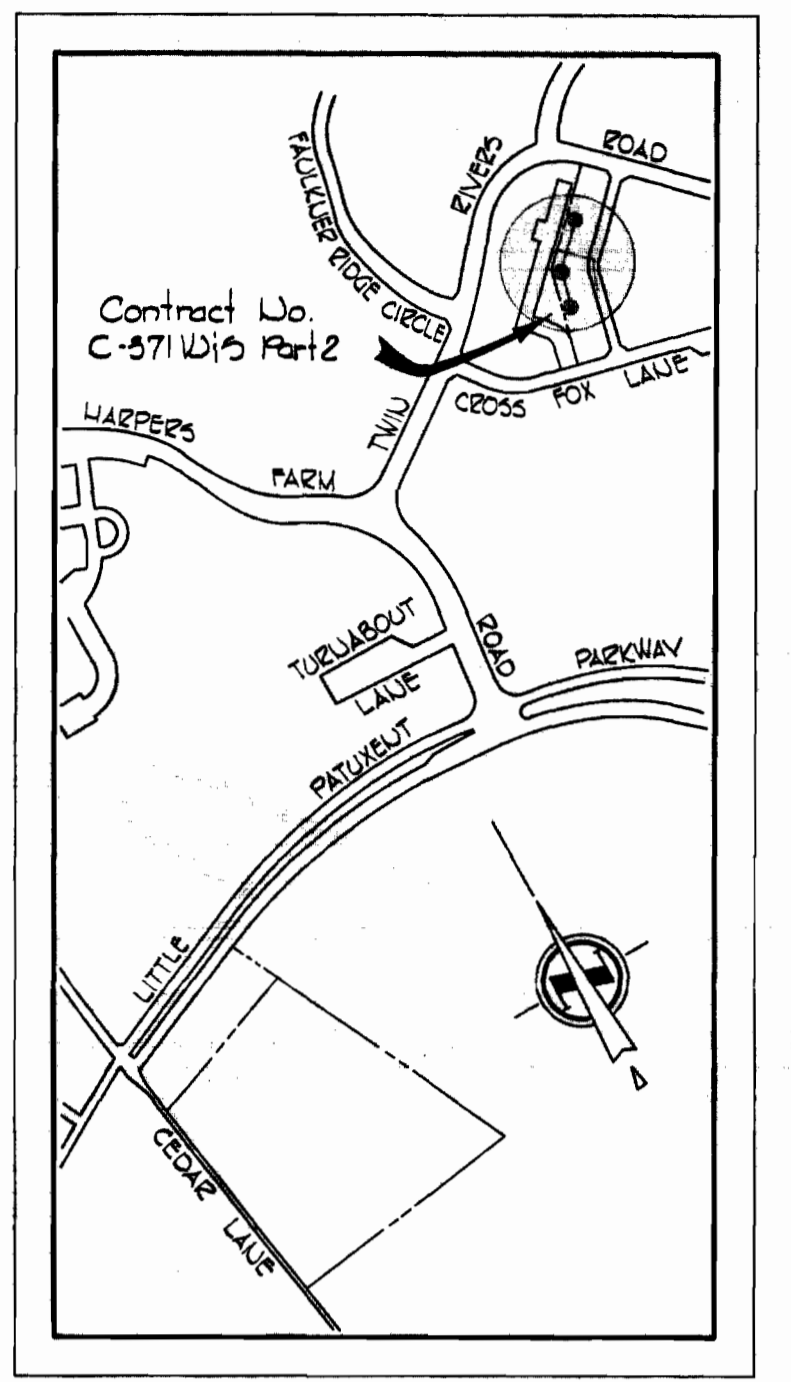 ROAD
RIVERS
FAULKNER RIDGE CIRCLE
Contract No.
C-571 W&S Part 2
CROSS FOX LANE
TWIN
HARPERS
FARM
ROAD
TURNABOUT
LANE
PARKWAY
PATUXENT
LITTLE
CEDAR LANE